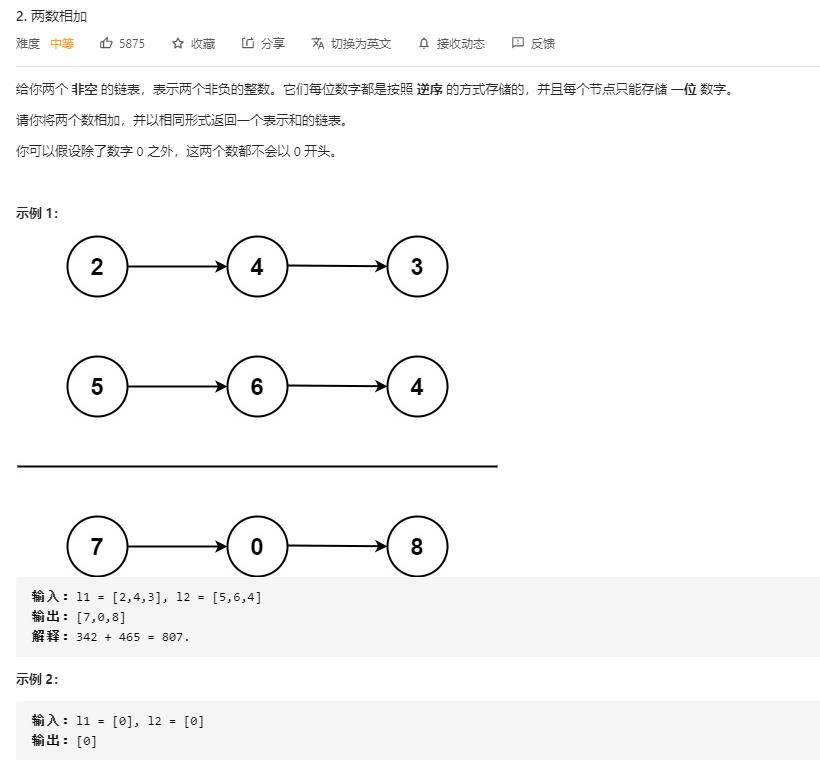 2. 两数相加
难度 中等 5875 收藏 分享 切换为英文 接收动态 反馈
给你两个 非空 的链表，表示两个非负的整数。它们每位数字都是按照 逆序 的方式存储的，并且每个节点只能存储 一位 数字。
请你将两个数相加，并以相同形式返回一个表示和的链表。
你可以假设除了数字 0 之外，这两个数都不会以 0 开头。
示例 1：
2 4 3
5 6 4
7 0 8
输入：l1 = [2,4,3], l2 = [5,6,4]
输出：[7,0,8]
解释：342 + 465 = 807.
示例 2：
输入：l1 = [0], l2 = [0]
输出：[0]